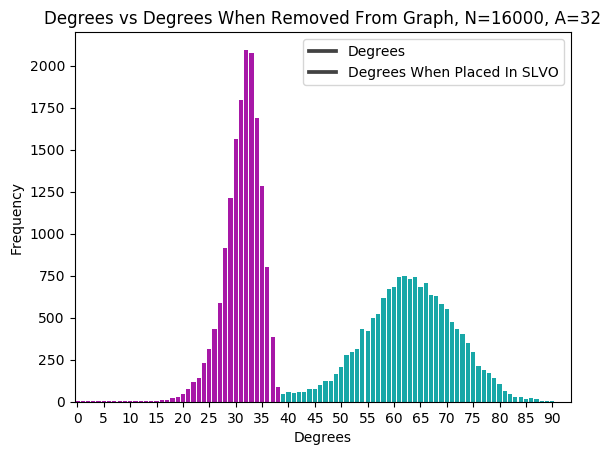 Degrees vs Degrees When Removed From Graph, N=16000, A=32
Degrees
Degrees When Placed In SLVO
2000
1750
1500
1250
1000
750
500
250
0
Frequency
0 5 10 15 20 25 30 35 40 45 50 55 60 65 70 75 80 85 90
Degrees